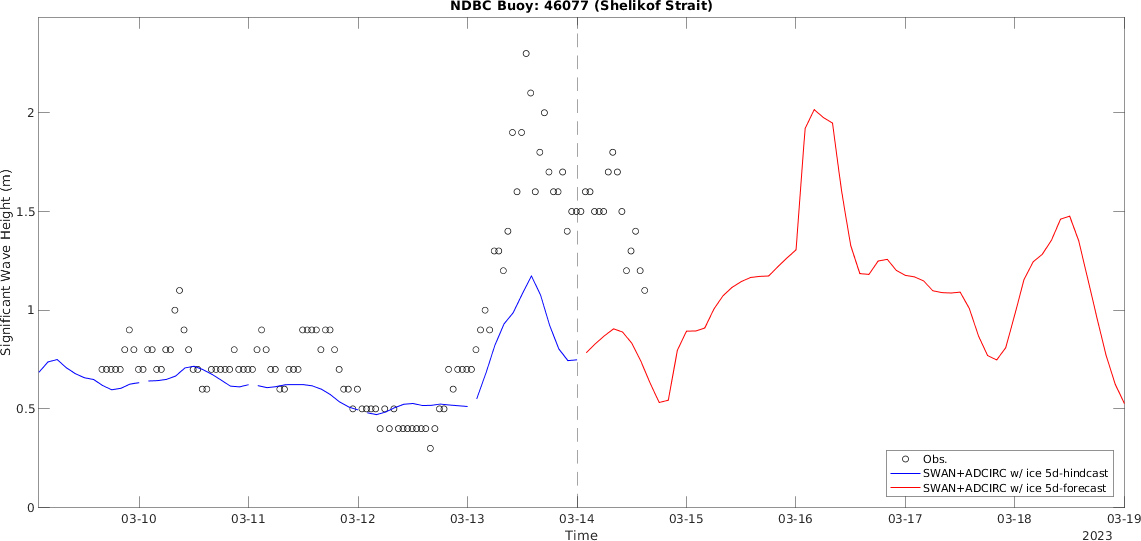 NDBC Buoy: 46077 (Shelikof Strait)
Significant Wave Height (m)
2
1.5
1
0.5
0
Obs.
SWAN+ADCIRC w/ ice 5d-hindcast
SWAN+ADCIRC w/ ice 5d-forecast
03-10 03-11 03-12 03-13 03-14 03-15 03-16 03-17 03-18 03-19
Time
2023